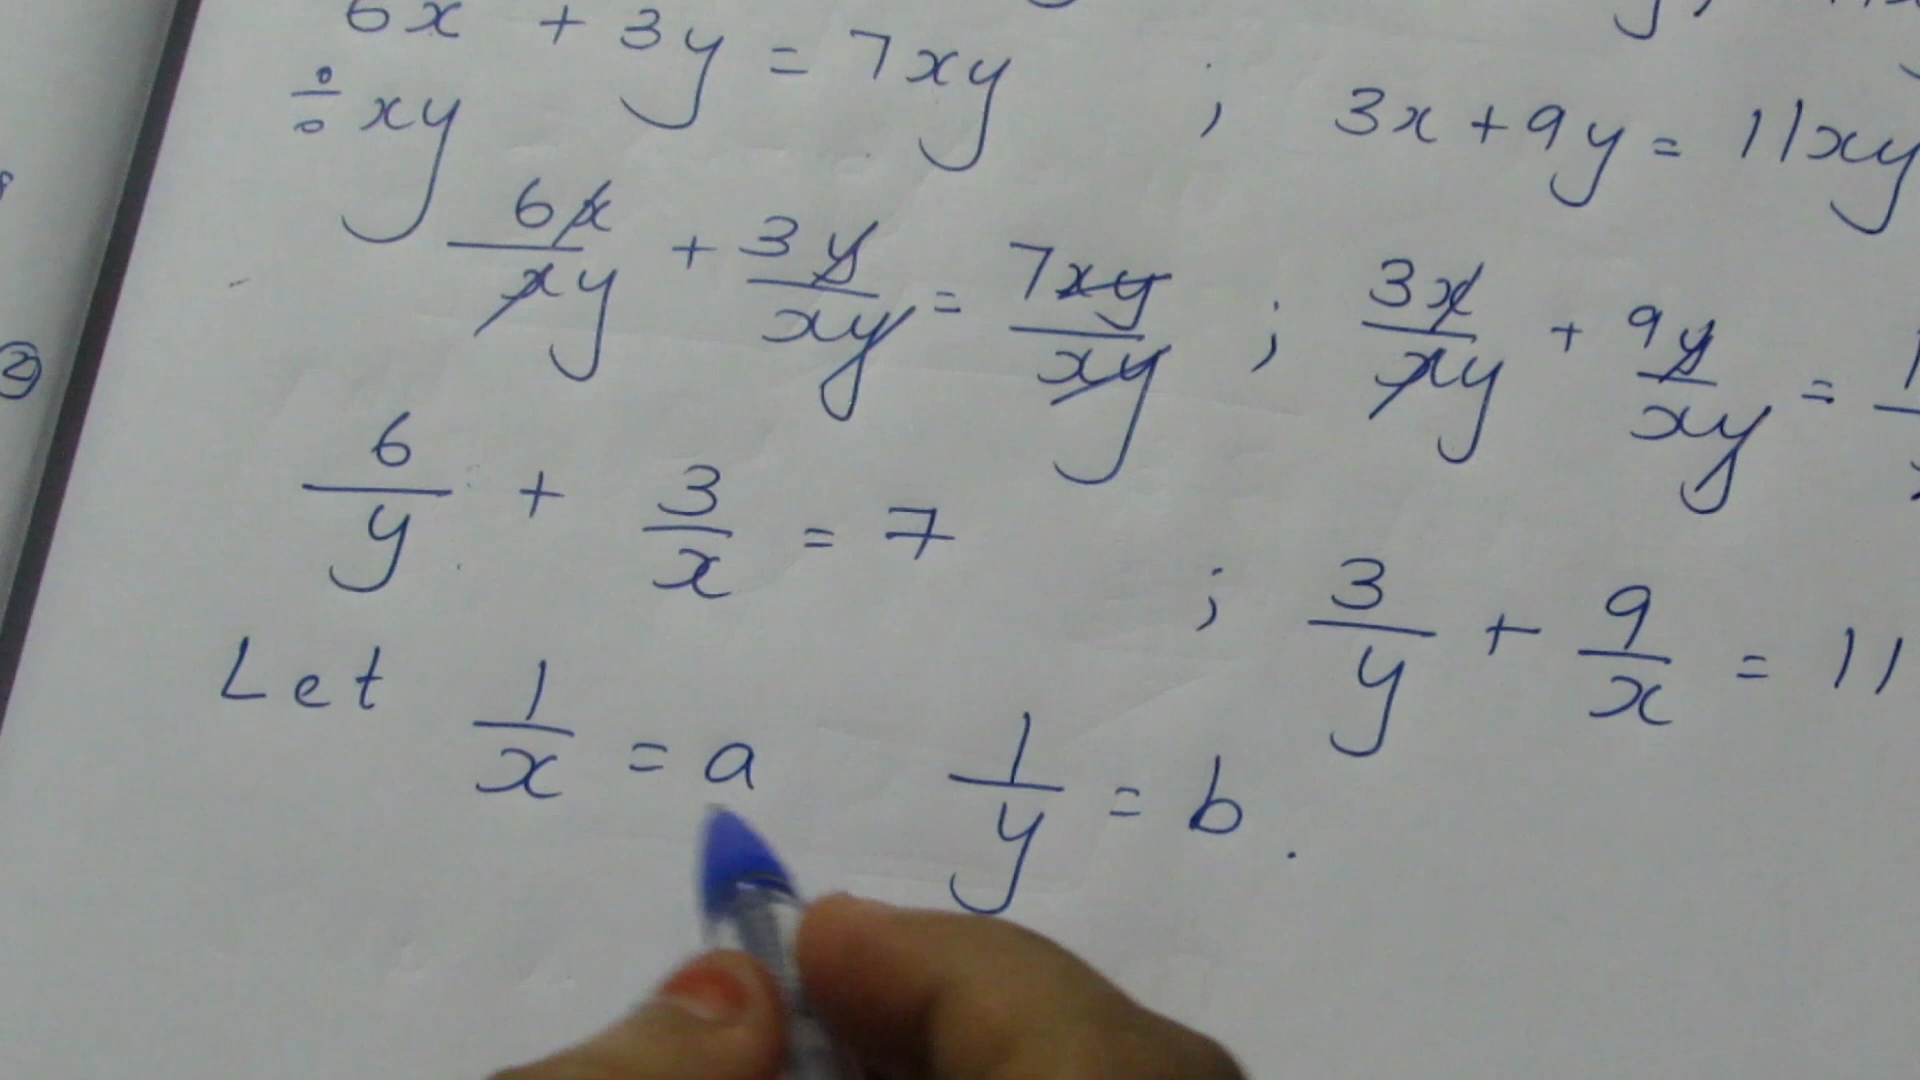 6x + 3y = 7xy ; 3x + 9y = 11xy
÷ xy
6x/xy + 3y/xy = 7xy/xy ; 3x/xy + 9y/xy =
6/y + 3/x = 7 ; 3/y + 9/x = 11
Let 1/x = a 1/y = b.
②